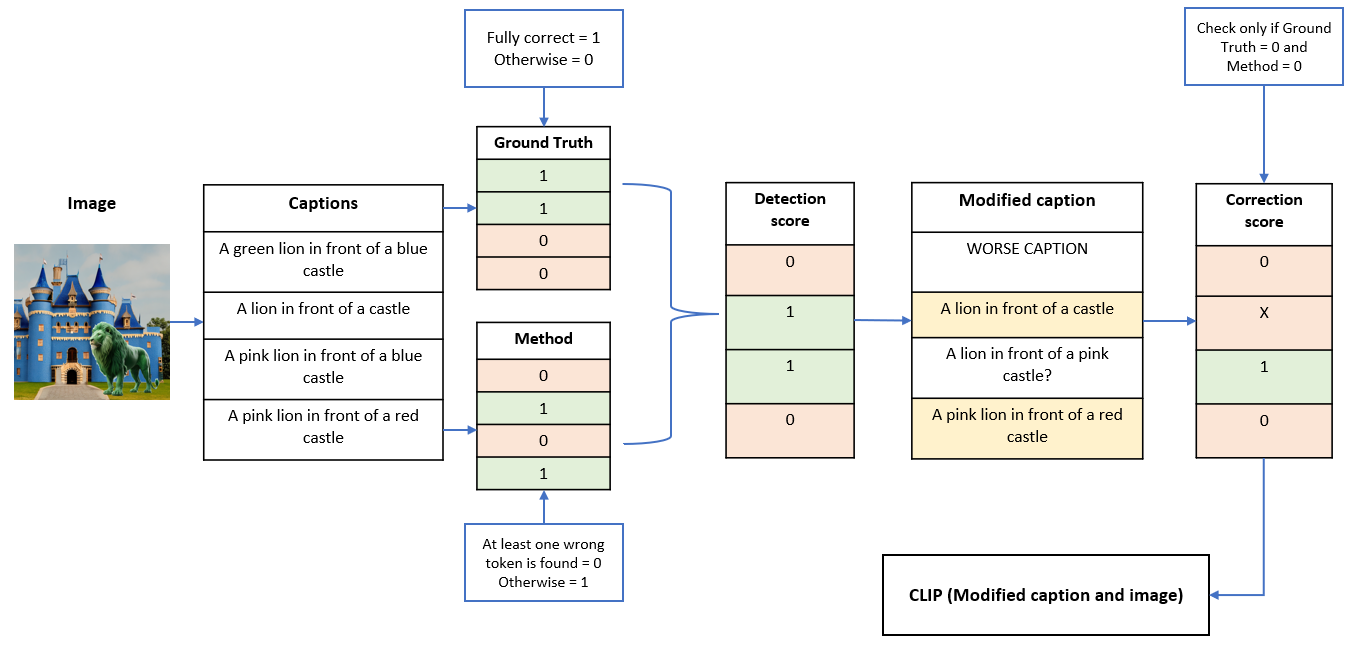 Fully correct = 1
Otherwise = 0
Check only if Ground
Truth = 0 and
Method = 0
Image
Captions
A green lion in front of a blue
castle
A lion in front of a castle
A pink lion in front of a blue
castle
A pink lion in front of a red
castle
Ground Truth
1
1
0
0
Method
0
1
0
1
At least one wrong
token is found = 0
Otherwise = 1
Detection
score
0
1
1
0
Modified caption
WORSE CAPTION
A lion in front of a castle
A lion in front of a pink
castle?
A pink lion in front of a red
castle
Correction
score
0
X
1
0
CLIP (Modified caption and image)